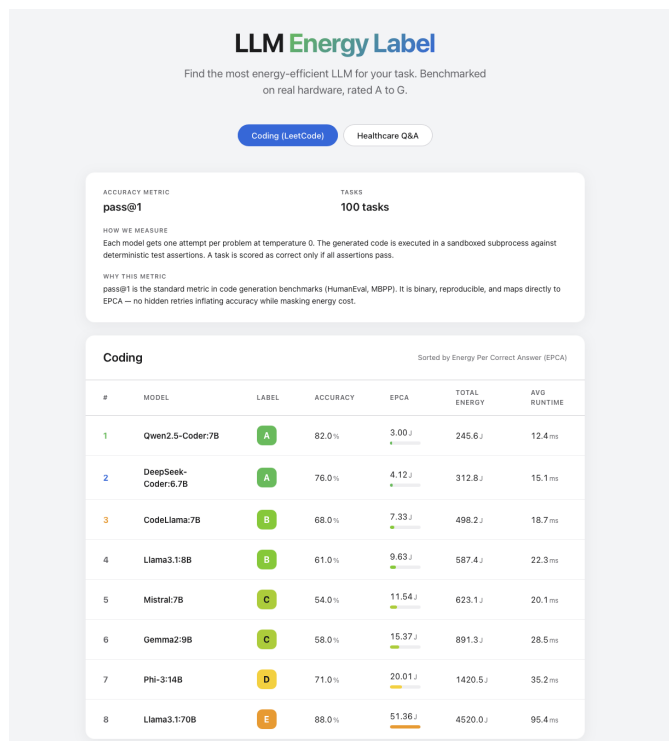 LLM Energy Label
Find the most energy-efficient LLM for your task. Benchmarked
on real hardware, rated A to G.
Coding (LeetCode) Healthcare Q&A
ACCURACY METRIC TASKS
pass@1 100 tasks
HOW WE MEASURE
Each model gets one attempt per problem at temperature 0. The generated code is executed in a sandboxed subprocess against
deterministic test assertions. A task is scored as correct only if all assertions pass.
WHY THIS METRIC
pass@1 is the standard metric in code generation benchmarks (HumanEval, MBPP). It is binary, reproducible, and maps directly to
EPCA — no hidden retries inflating accuracy while masking energy cost.
Coding Sorted by Energy Per Correct Answer (EPCA)
# MODEL LABEL ACCURACY EPCA TOTAL ENERGY AVG RUNTIME
1 Qwen2.5-Coder:7B A 82.0% 3.00J 245.6J 12.4ms
2 DeepSeek-Coder:6.7B A 76.0% 4.12J 312.8J 15.1ms
3 CodeLlama:7B B 68.0% 7.33J 498.2J 18.7ms
4 Llama3.1:8B B 61.0% 9.63J 587.4J 22.3ms
5 Mistral:7B C 54.0% 11.54J 623.1J 20.1ms
6 Gemma2:9B C 58.0% 15.37J 891.3J 28.5ms
7 Phi-3:14B D 71.0% 20.01J 1420.5J 35.2ms
8 Llama3.1:70B E 88.0% 51.36J 4520.0J 95.4ms